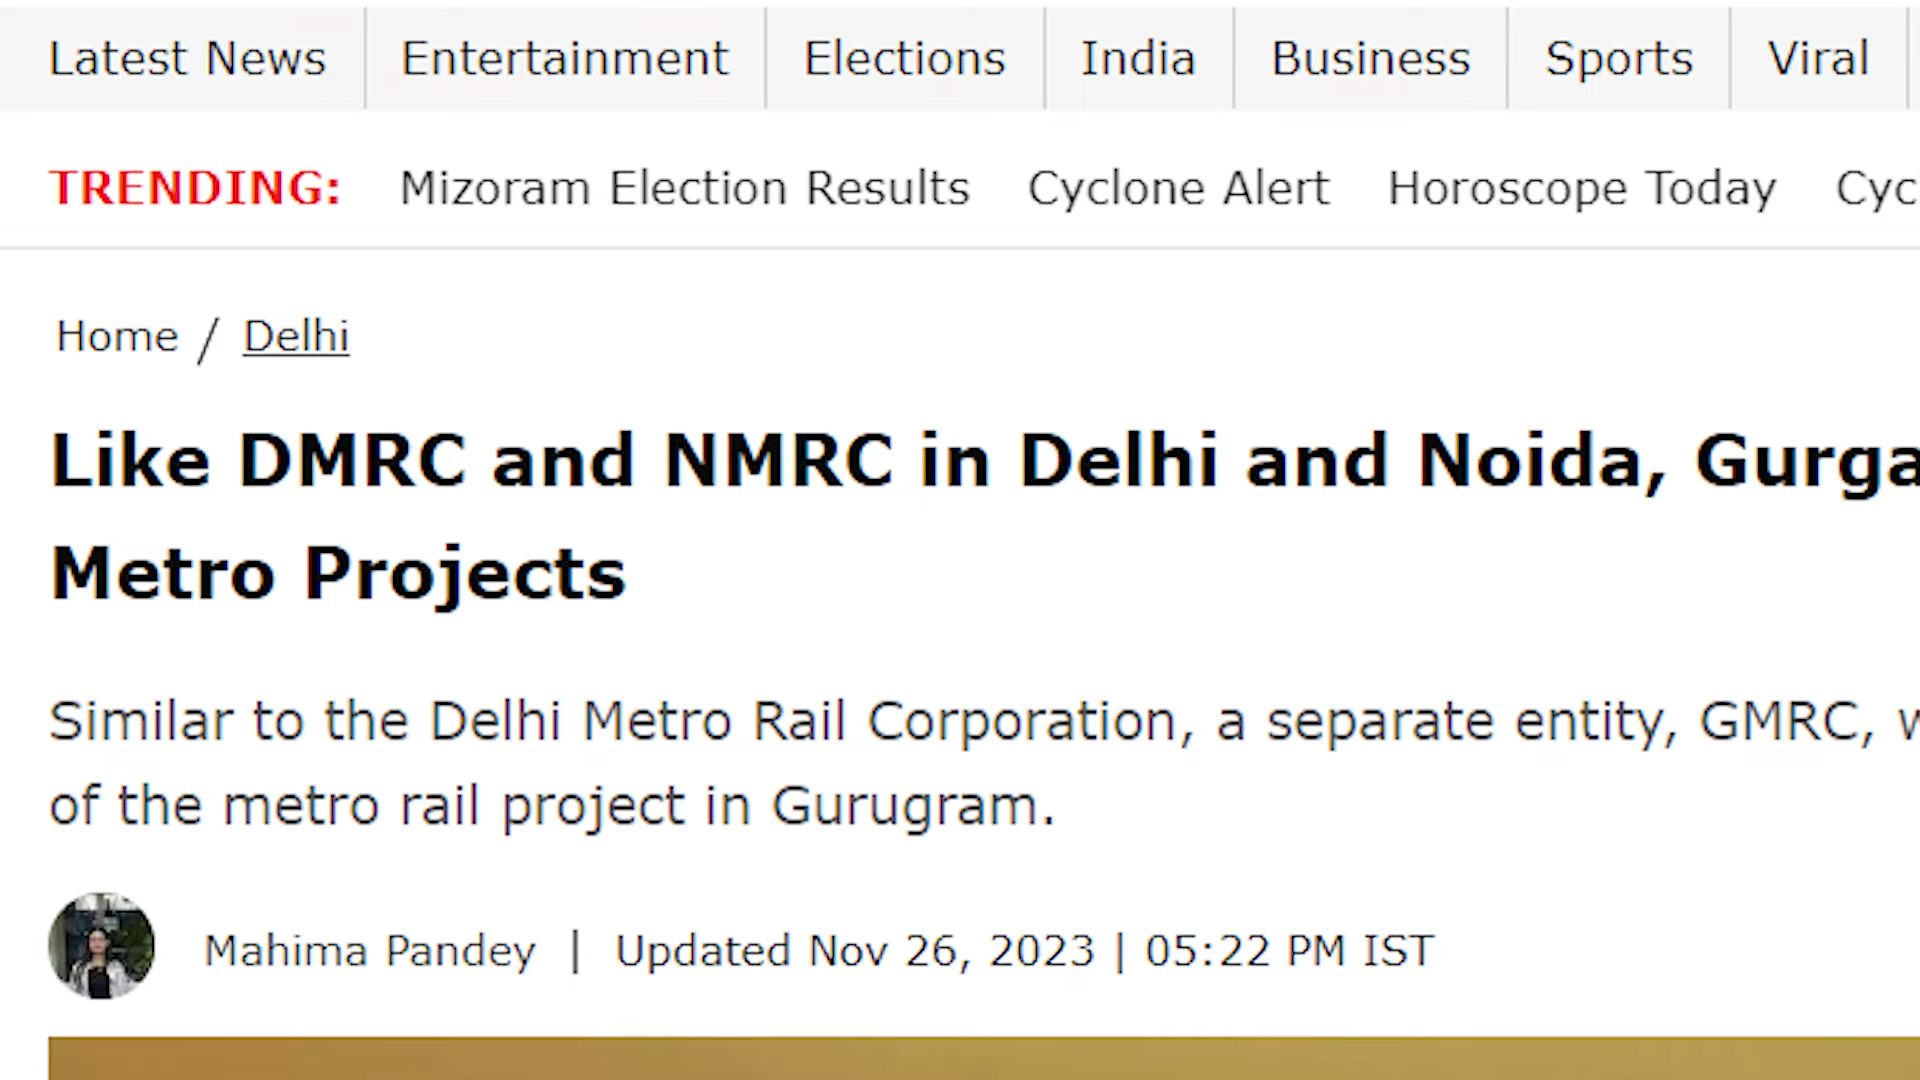 Latest News Entertainment Elections India Business Sports Viral
TRENDING: Mizoram Election Results Cyclone Alert Horoscope Today Cyc
Home / Delhi
Like DMRC and NMRC in Delhi and Noida, Gurga
Metro Projects
Similar to the Delhi Metro Rail Corporation, a separate entity, GMRC, w
of the metro rail project in Gurugram.
Mahima Pandey | Updated Nov 26, 2023 | 05:22 PM IST